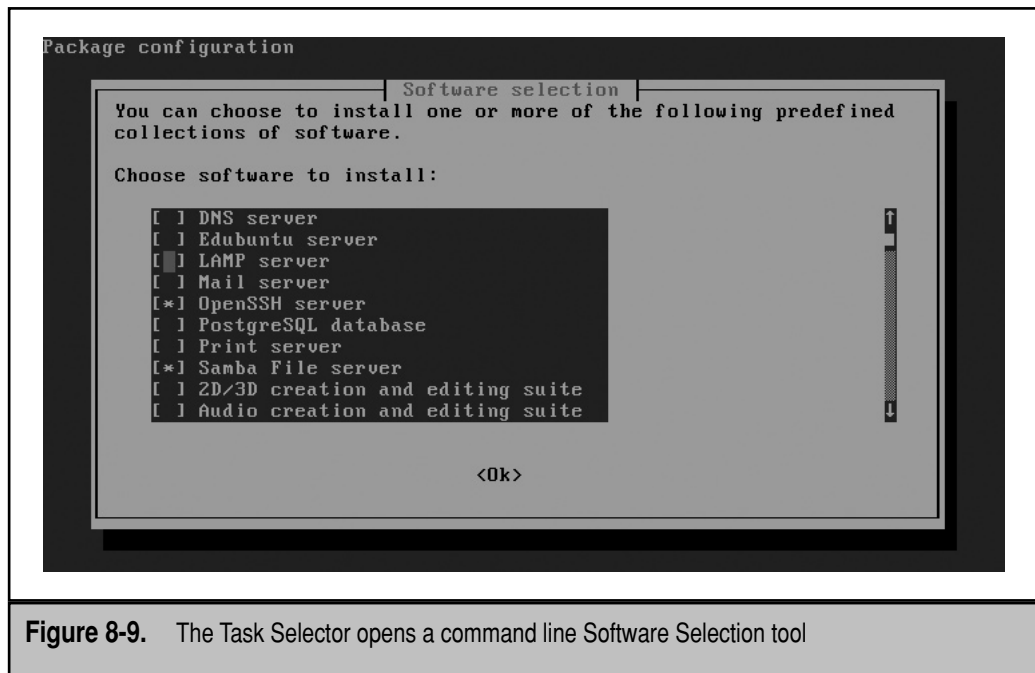 Package configuration
Software selection
You can choose to install one or more of the following predefined
collections of software.
Choose software to install:
[ ] DNS server
[ ] Edubuntu server
[ ] LAMP server
[ ] Mail server
[*] OpenSSH server
[ ] PostgreSQL database
[ ] Print server
[*] Samba File server
[ ] 2D/3D creation and editing suite
[ ] Audio creation and editing suite
<Ok>
Figure 8-9. The Task Selector opens a command line Software Selection tool